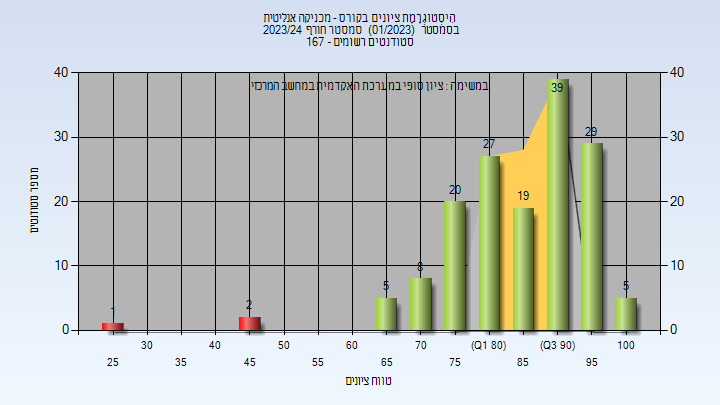 היסטוגרמת ציונים בקורס - מכניקה אנליטית
בסמסטר (01/2023) סמסטר חורף 2023/24
סטודנטים רשומים - 167
במשימה : ציון סופי במערכת האקדמית במחשב המרכזי
40 40
30 30
20 20
10 10
0 0
מספר סטודנטים
1 2 5 8 20 27 19 39 29 5
30 40 50 60 70 (Q1 80) (Q3 90) 100
25 35 45 55 65 75 85 95
טווח ציונים